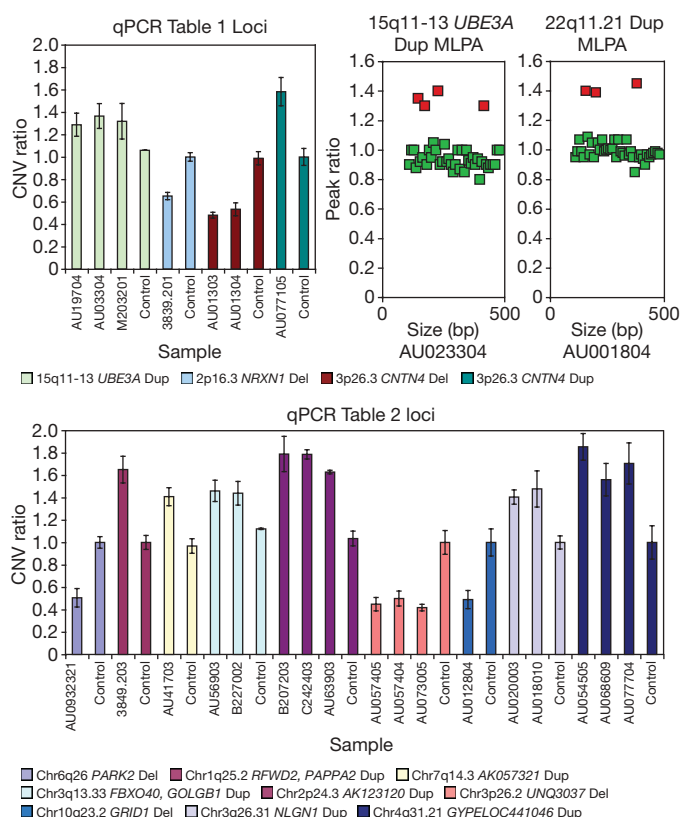 qPCR Table 1 Loci
CNV ratio
2.0
1.8
1.6
1.4
1.2
1.0
0.8
0.6
0.4
0.2
0
AU19704
AU03304
M203201
Control
3839.201
Control
AU01303
AU01304
Control
AU077105
Control
Sample
15q11-13 UBE3A
Dup MLPA
Peak ratio
1.6
1.4
1.2
1.0
0.8
0.6
0.4
0.2
0
0
500
Size (bp)
AU023304
22q11.21 Dup
MLPA
1.6
1.4
1.2
1.0
0.8
0.6
0.4
0.2
0
0
500
Size (bp)
AU001804
15q11-13 UBE3A Dup
2p16.3 NRXN1 Del
3p26.3 CNTN4 Del
3p26.3 CNTN4 Dup
qPCR Table 2 loci
CNV ratio
2.0
1.8
1.6
1.4
1.2
1.0
0.8
0.6
0.4
0.2
0
AU0932321
Control
3849.203
Control
AU41703
Control
AU56903
B227002
Control
B207203
C242403
AU63903
Control
AU057405
AU057404
AU073005
Control
AU012804
Control
AU020003
AU018010
Control
AU054505
AU068609
AU077704
Control
Sample
Chr6q26 PARK2 Del
Chr1q25.2 RFWD2, PAPPA2 Dup
Chr7q14.3 AK057321 Dup
Chr3q13.33 FBXO40, GOLGB1 Dup
Chr2p24.3 AK123120 Dup
Chr3p26.2 UNQ3037 Del
Chr10q23.2 GRID1 Del
Chr3q26.31 NLGN1 Dup
Chr4q31.21 GYPELOC441046 Dup